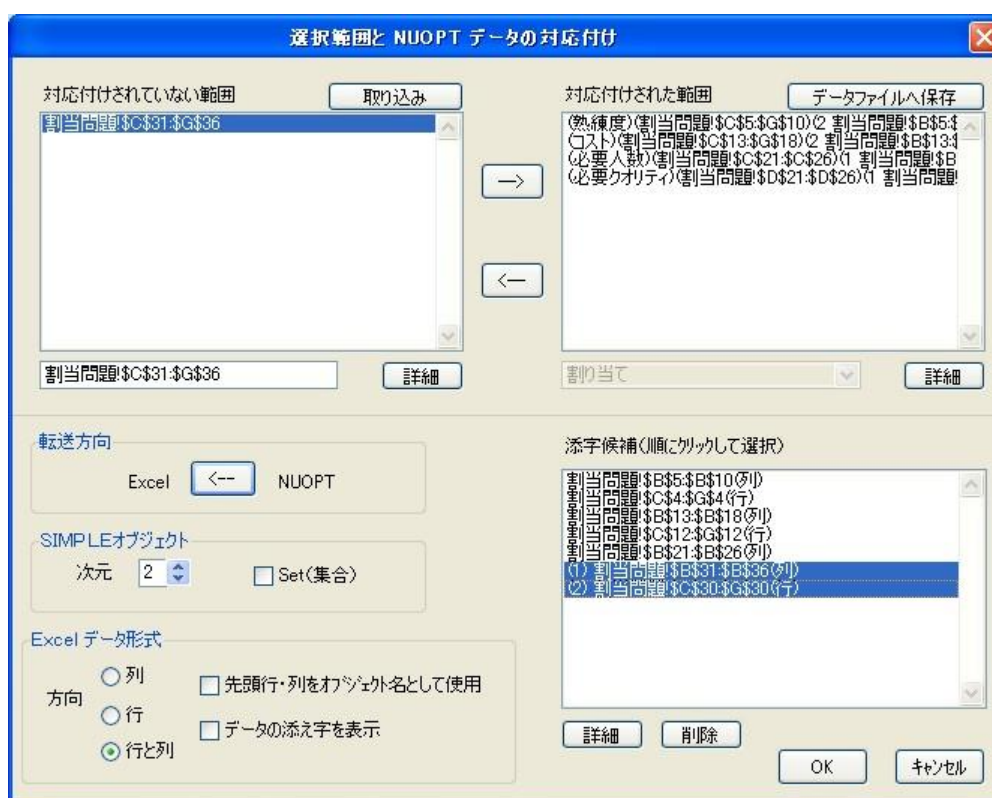 選択範囲と NUOPT データの対応付け
対応付けされていない範囲
取り込み
割当問題!$C$31:$G$36
割当問題!$C$31:$G$36
詳細
-->
<--
対応付けされた範囲
データファイルへ保存
(熟練度)(割当問題!$C$5:$G$10)(2 割当問題!$B$5:$
(コスト)(割当問題!$C$13:$G$18)(2 割当問題!$B$13:$
(必要人数)(割当問題!$C$21:$C$26)(1 割当問題!$B
(必要クオリティ)(割当問題!$D$21:$D$26)(1 割当問題!
割り当て
詳細
転送方向
Excel <-- NUOPT
SIMPLEオブジェクト
次元 2 Set(集合)
Excel データ形式
方向
列
行
行と列
先頭行・列をオブジェクト名として使用
データの添え字を表示
添字候補(順にクリックして選択)
割当問題!$B$5:$B$10(列)
割当問題!$C$4:$G$4(行)
割当問題!$B$13:$B$18(列)
割当問題!$C$12:$G$12(行)
割当問題!$B$21:$B$26(列)
(1) 割当問題!$B$31:$B$36(列)
(2) 割当問題!$C$30:$G$30(行)
詳細
削除
OK
キャンセル